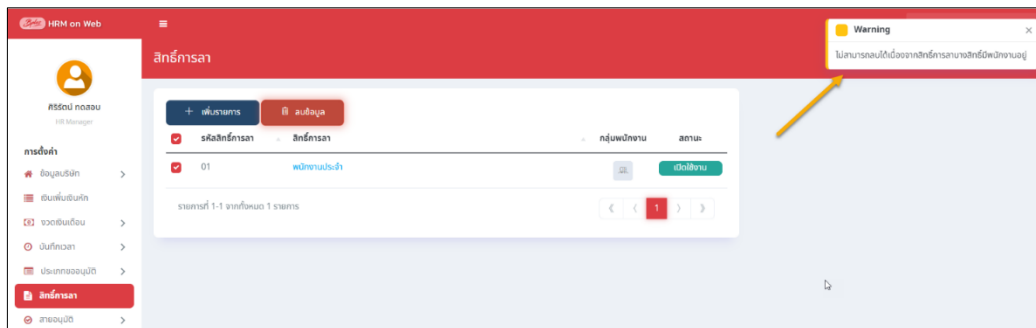 HRM on Web
Warning
ไม่สามารถลบได้เนื่องจากสิทธิ์การลาบางสิทธิ์มีพนักงานอยู่
สิทธิ์การลา
ศิริรัตน์ ทดสอบ
HR Manager
เพิ่มรายการ
ลบข้อมูล
รหัสสิทธิ์การลา
สิทธิ์การลา
กลุ่มพนักงาน
สถานะ
01
พนักงานประจำ
เปิดใช้งาน
รายการที่ 1-1 จากทั้งหมด 1 รายการ
1
การตั้งค่า
ข้อมูลบริษัท
เงินเพิ่มเงินหัก
งวดเงินเดือน
บันทึกเวลา
ประเภทขออนุมัติ
สิทธิ์การลา
สายอนุมัติ